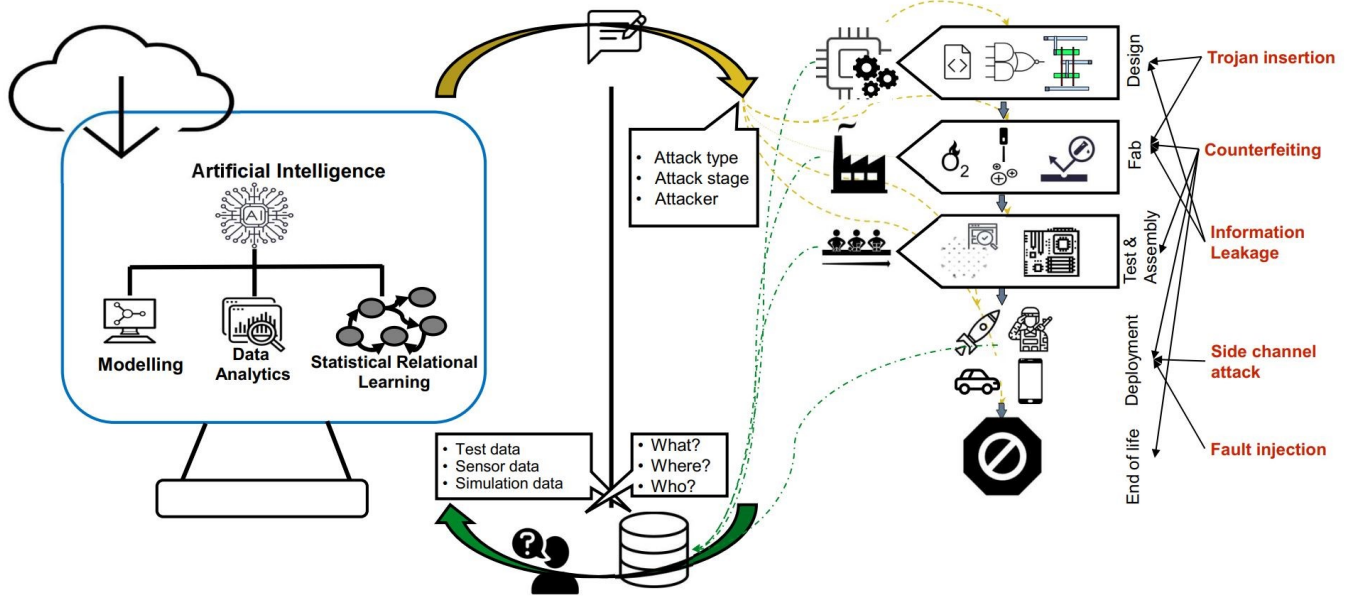 Artificial Intelligence
AI
Modelling
Data
Analytics
Statistical Relational
Learning
• Attack type
• Attack stage
• Attacker
• Test data
• Sensor data
• Simulation data
• What?
• Where?
• Who?
?
O2
Design
Fab
Test &
Assembly
Deployment
End of life
Trojan insertion
Counterfeiting
Information
Leakage
Side channel
attack
Fault injection